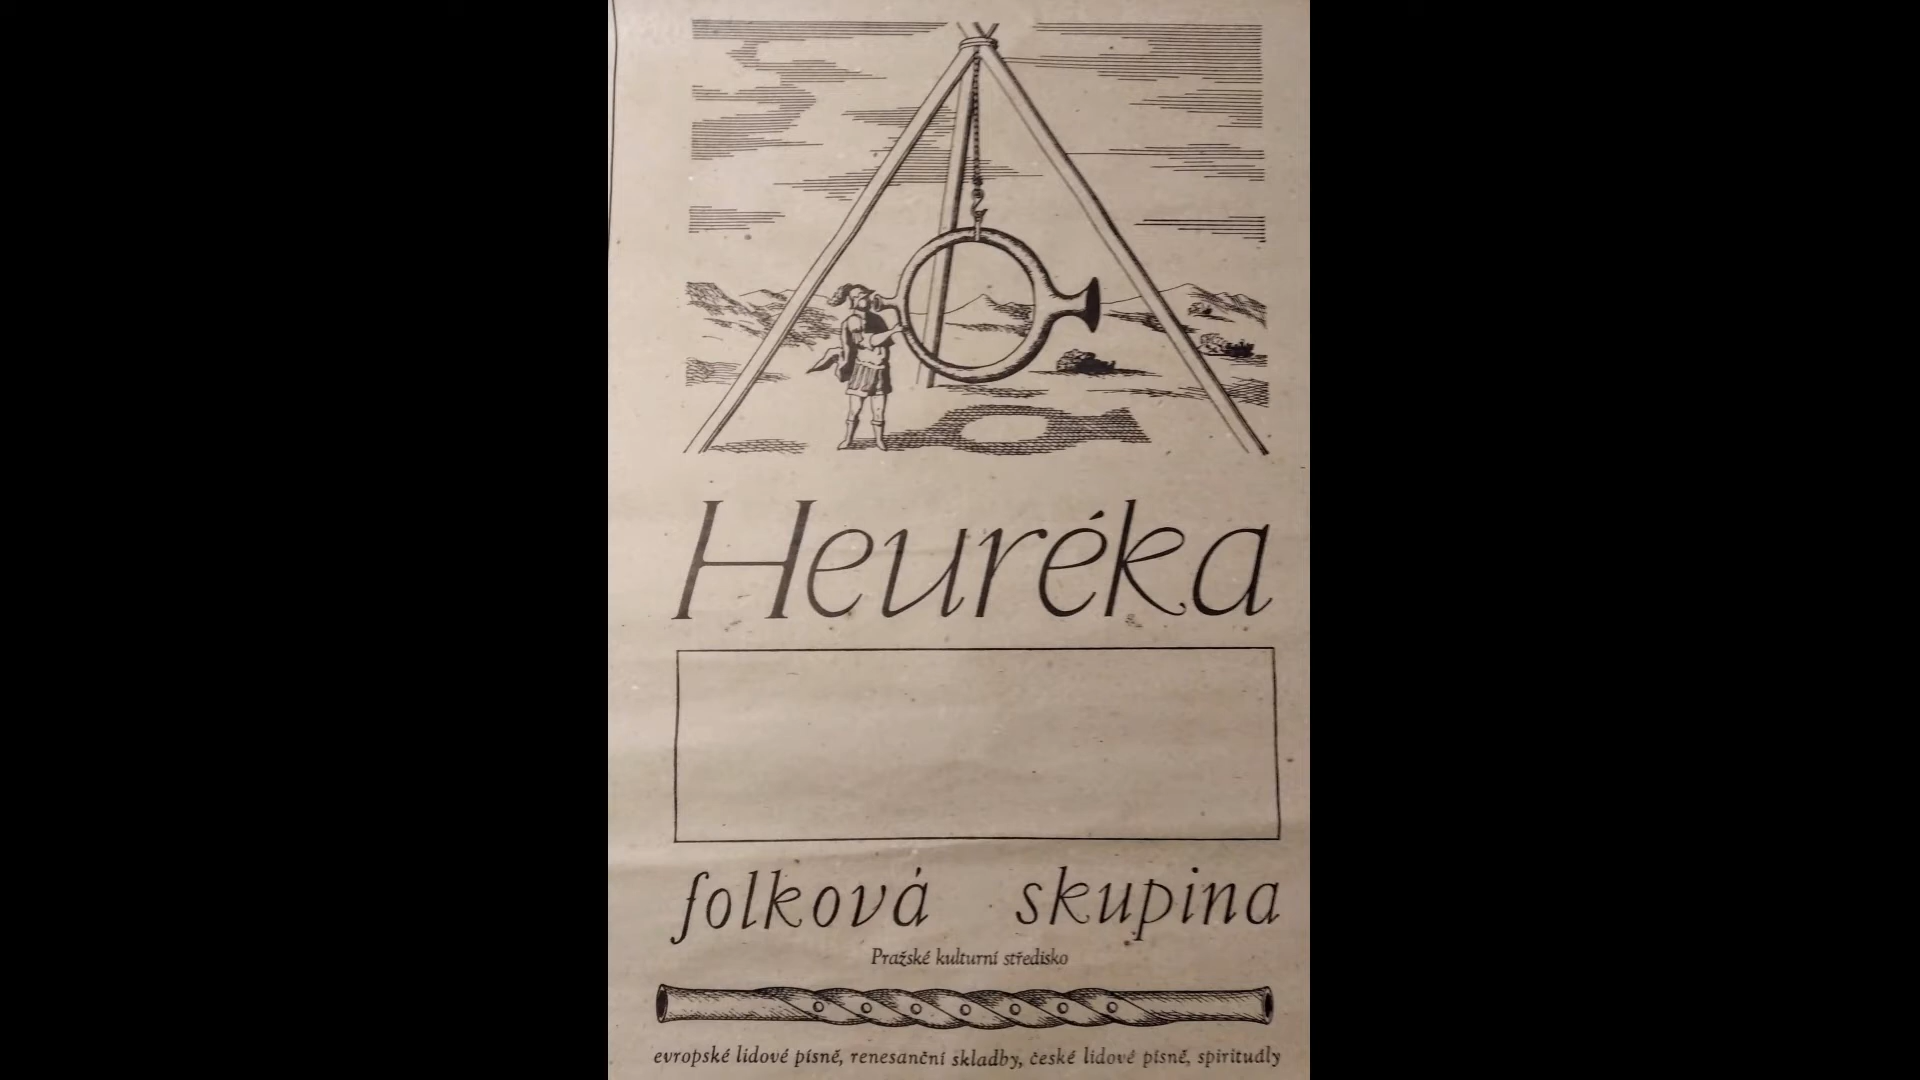 Heuréka
folková skupina
Pražské kulturní středisko
evropské lidové písně, renesanční skladby, české lidové písně, spirituály